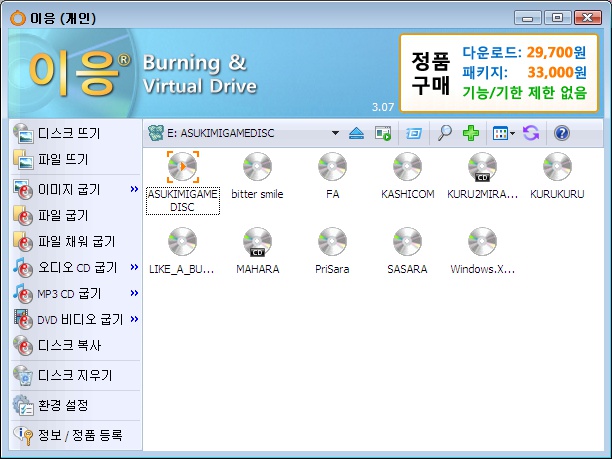 이응 (개인)
이응®
Burning &
Virtual Drive
3.07
정품
구매
다운로드: 29,700원
패키지: 33,000원
기능/기한 제한 없음
디스크 뜨기
파일 뜨기
이미지 굽기 »
파일 굽기
파일 채워 굽기
오디오 CD 굽기 »
MP3 CD 굽기 »
DVD 비디오 굽기 »
디스크 복사
디스크 지우기
환경 설정
정보 / 정품 등록
E: ASUKIMIGAMEDISC
ASUKIMIGAME
DISC
bitter smile
FA
KASHICOM
CD
KURU2MIRA...
KURUKURU
LIKE_A_BU...
CD
MAHARA
PriSara
SASARA
Windows.X...